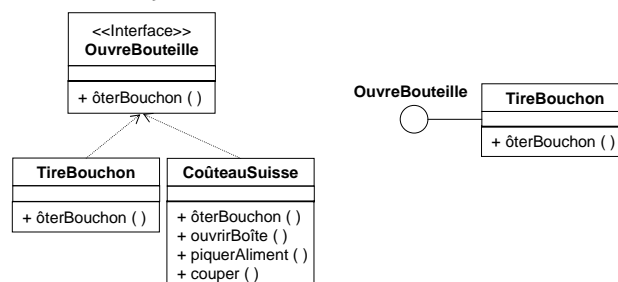 <<Interface>>
OuvreBouteille
+ ôterBouchon ( )
TireBouchon
+ ôterBouchon ( )
CoûteauSuisse
+ ôterBouchon ( )
+ ouvrirBoîte ( )
+ piquerAliment ( )
+ couper ( )
OuvreBouteille
TireBouchon
+ ôterBouchon ( )